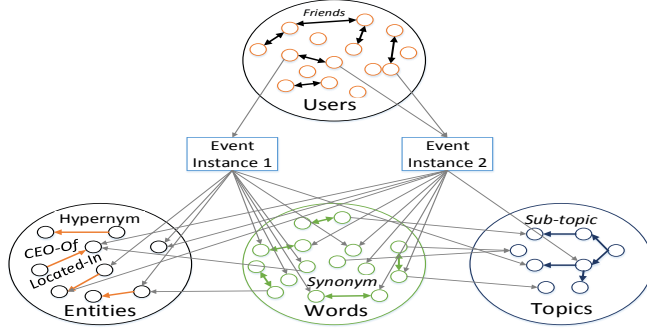 Friends
Users
Event
Instance 1
Event
Instance 2
Hypernym
CEO-Of
Located-In
Entities
Synonym
Words
Sub-topic
Topics